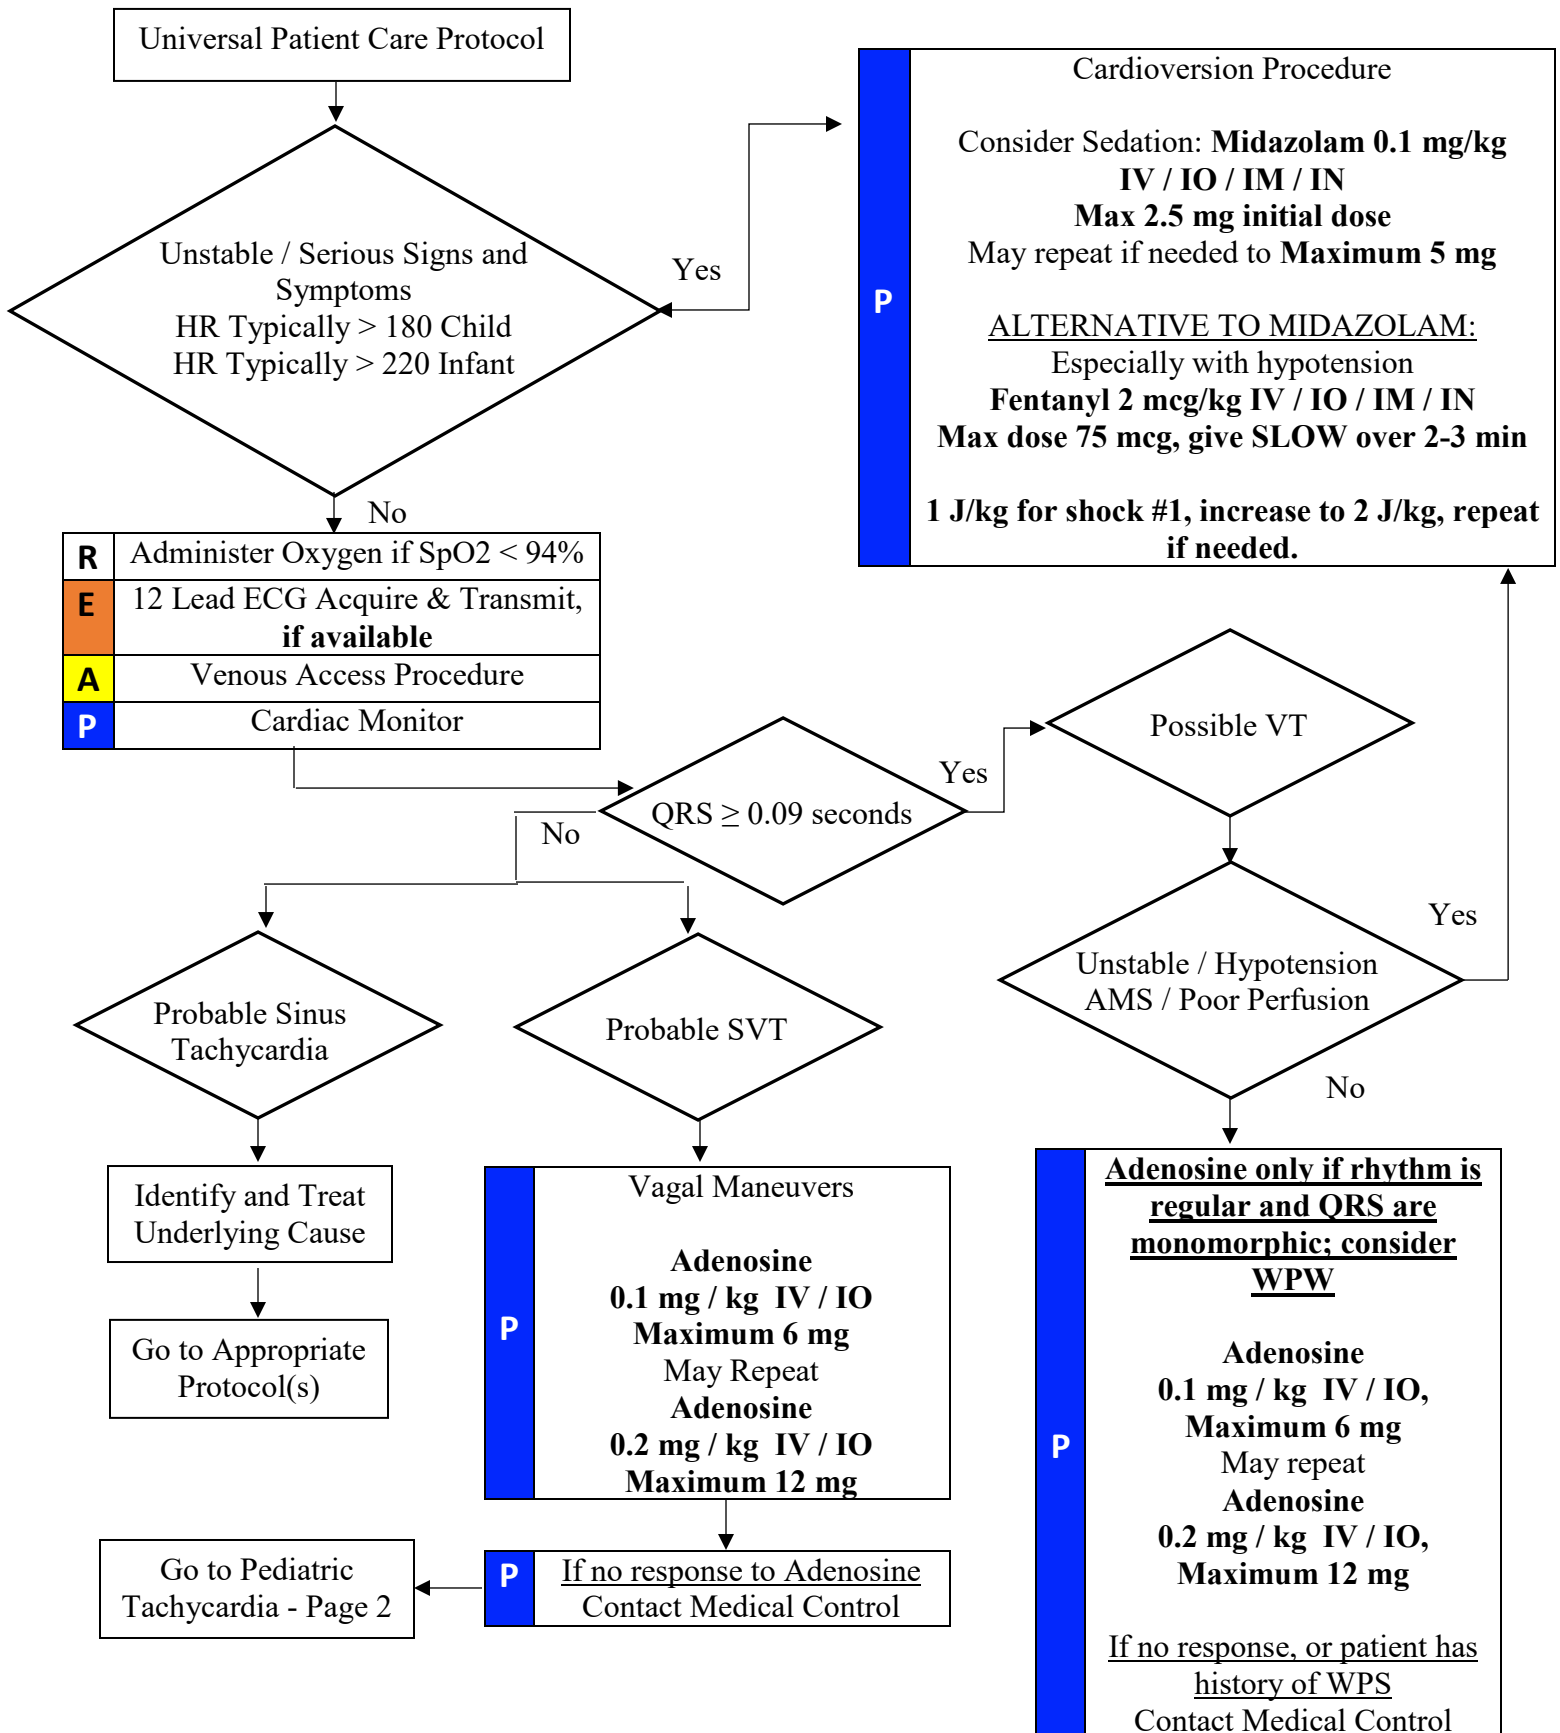 Universal Patient Care Protocol
Unstable / Serious Signs and
Symptoms
HR Typically > 180 Child
HR Typically > 220 Infant
Yes
P
Cardioversion Procedure
Consider Sedation: Midazolam 0.1 mg/kg
IV / IO / IM / IN
Max 2.5 mg initial dose
May repeat if needed to Maximum 5 mg
ALTERNATIVE TO MIDAZOLAM:
Especially with hypotension
Fentanyl 2 mcg/kg IV / IO / IM / IN
Max dose 75 mcg, give SLOW over 2-3 min
1 J/kg for shock #1, increase to 2 J/kg, repeat
if needed.
No
R Administer Oxygen if SpO2 < 94%
E 12 Lead ECG Acquire & Transmit,
if available
A Venous Access Procedure
P Cardiac Monitor
QRS ≥ 0.09 seconds
Yes
No
Possible VT
Unstable / Hypotension
AMS / Poor Perfusion
Yes
No
Probable Sinus
Tachycardia
Probable SVT
Identify and Treat
Underlying Cause
Go to Appropriate
Protocol(s)
P
Vagal Maneuvers
Adenosine
0.1 mg / kg IV / IO
Maximum 6 mg
May Repeat
Adenosine
0.2 mg / kg IV / IO
Maximum 12 mg
P
If no response to Adenosine
Contact Medical Control
Go to Pediatric
Tachycardia - Page 2
P
Adenosine only if rhythm is
regular and QRS are
monomorphic; consider
WPW
Adenosine
0.1 mg / kg IV / IO,
Maximum 6 mg
May repeat
Adenosine
0.2 mg / kg IV / IO,
Maximum 12 mg
If no response, or patient has
history of WPS
Contact Medical Control